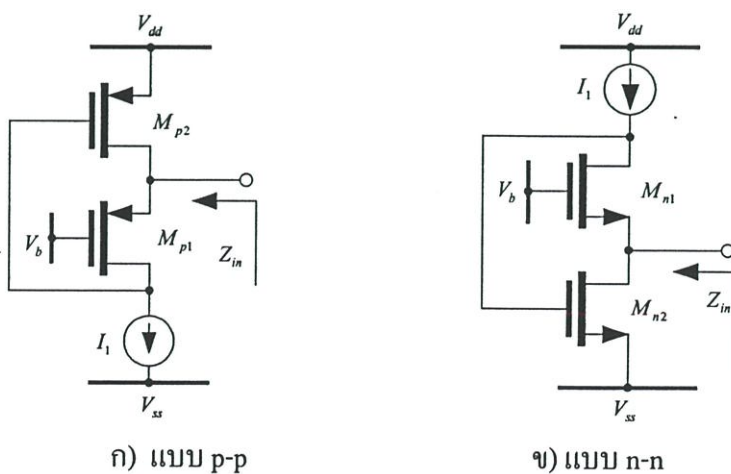 V_dd
M_p2
V_b
M_p1
Z_in
I_1
V_ss
ก) แบบ p-p
V_dd
I_1
V_b
M_n1
Z_in
M_n2
V_ss
ข) แบบ n-n